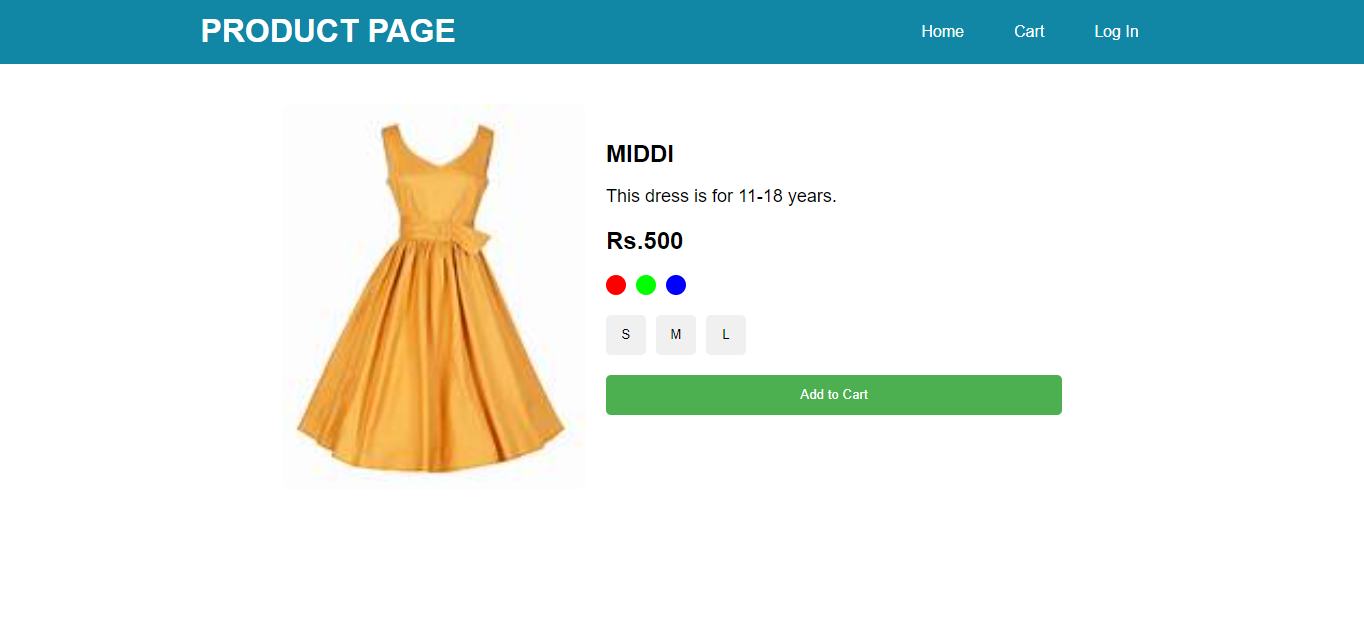 PRODUCT PAGE
Home Cart Log In
MIDDI
This dress is for 11-18 years.
Rs.500
S M L
Add to Cart